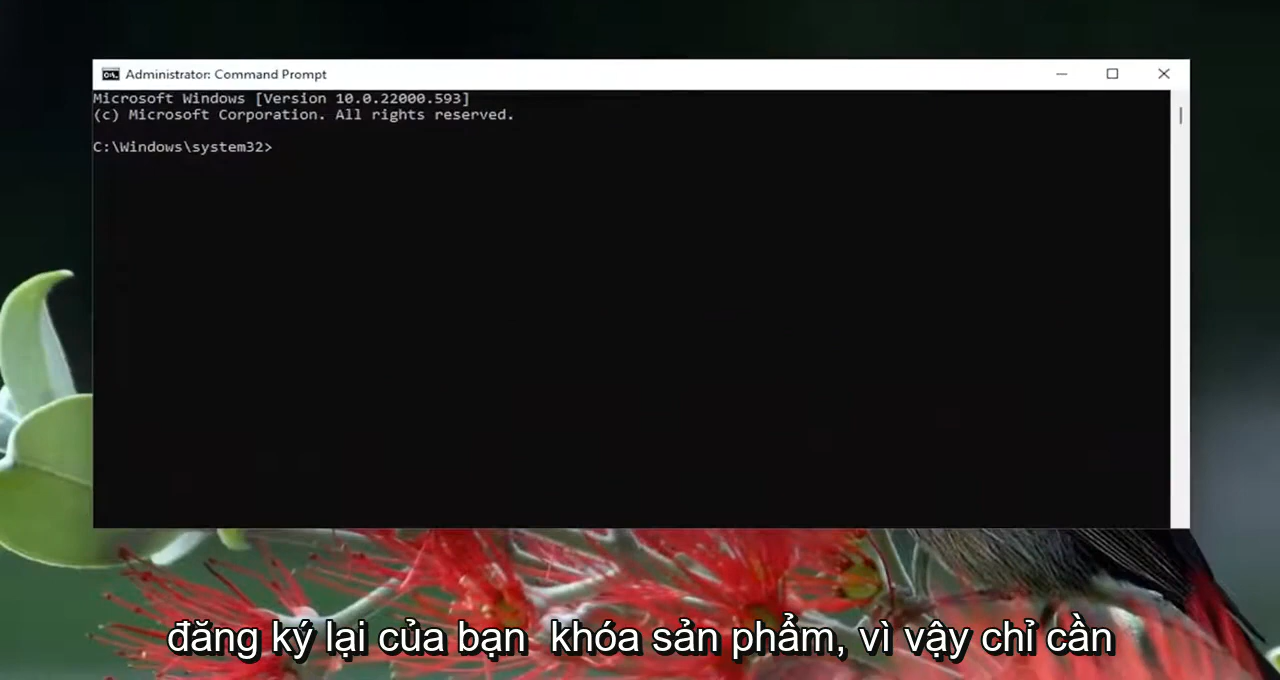 Administrator: Command Prompt
Microsoft Windows [Version 10.0.22000.593]
(c) Microsoft Corporation. All rights reserved.
C:\Windows\system32>
đăng ký lại của bạn khóa sản phẩm, vì vậy chỉ cần